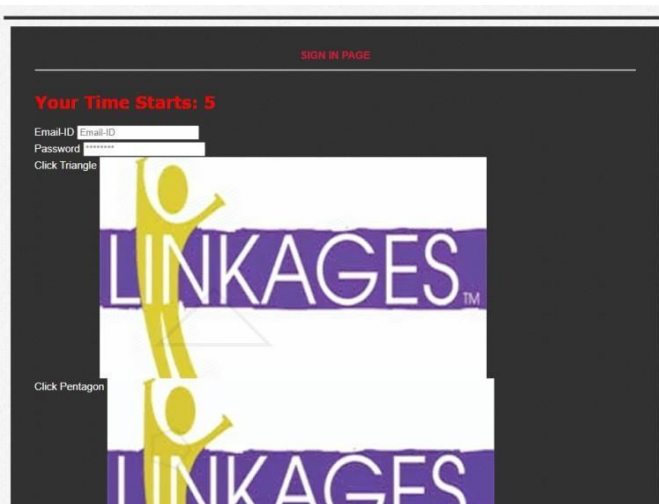 SIGN IN PAGE
Your Time Starts: 5
Email-ID Email-ID
Password ********
Click Triangle
LINKAGES TM
Click Pentagon
LINKAGES